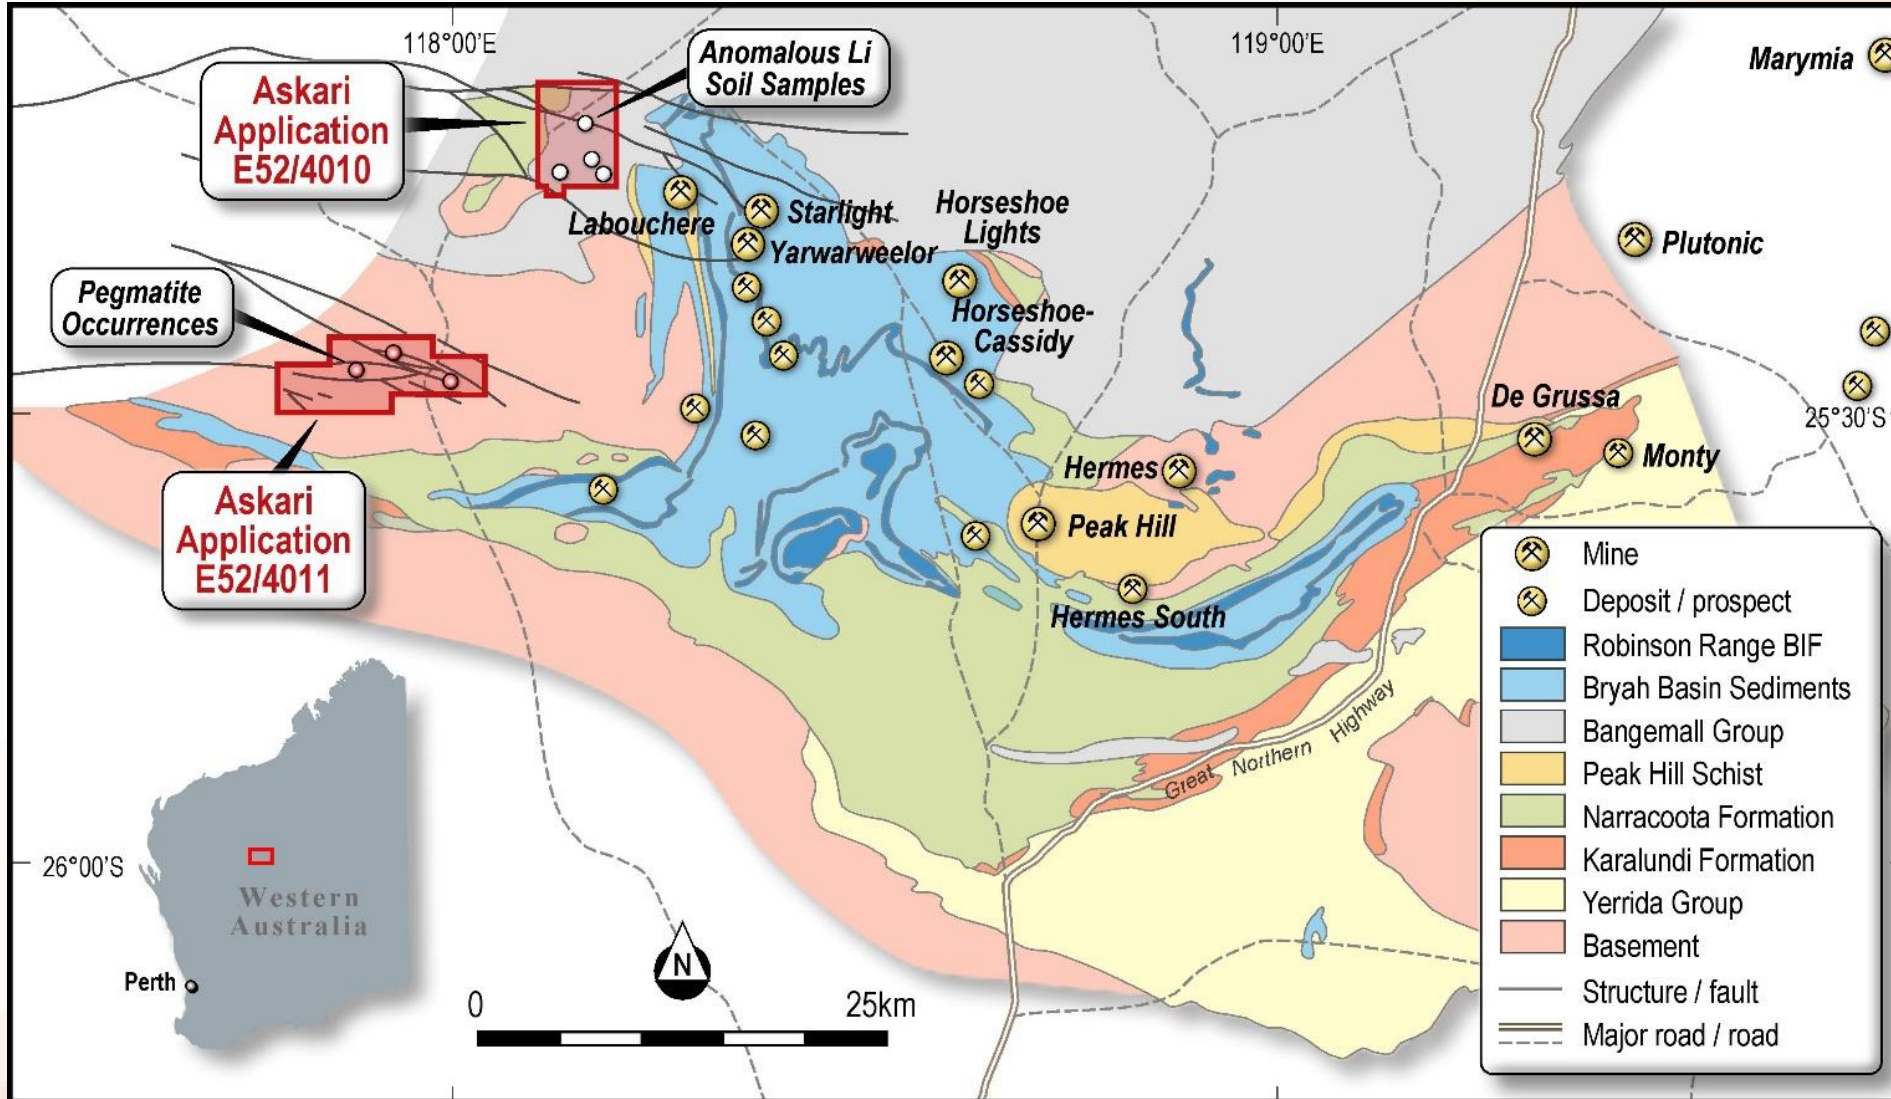 118°00'E
119°00'E
Anomalous Li
Soil Samples
Marymia
Askari
Application
E52/4010
Labouchere
Starlight
Yarwarweelor
Horseshoe
Lights
Plutonic
Pegmatite
Occurrences
Horseshoe-
Cassidy
De Grussa
25°30'S
Monty
Hermes
Askari
Application
E52/4011
Peak Hill
Hermes South
Great Northern Highway
26°00'S
Western
Australia
Perth
N
0
25km
Mine
Deposit / prospect
Robinson Range BIF
Bryah Basin Sediments
Bangemall Group
Peak Hill Schist
Narracoota Formation
Karalundi Formation
Yerrida Group
Basement
Structure / fault
Major road / road